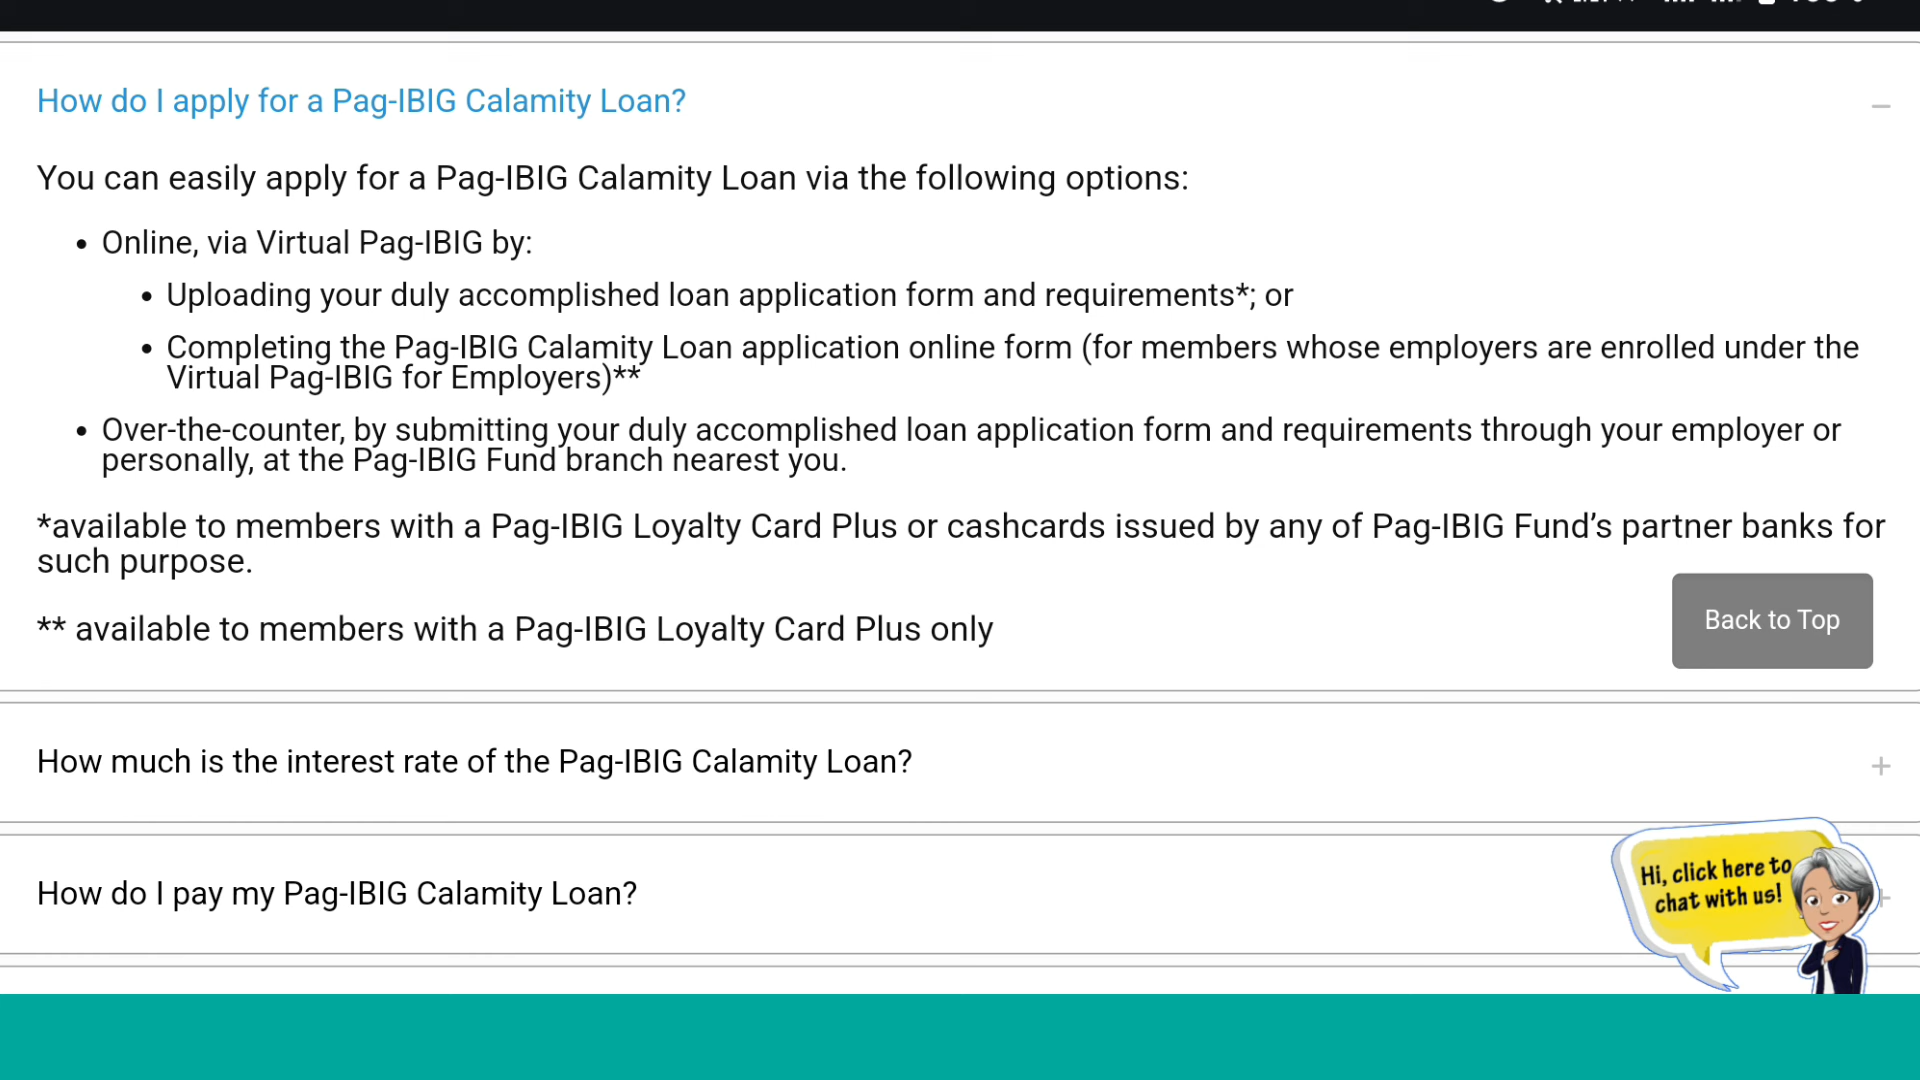 How do I apply for a Pag-IBIG Calamity Loan?
You can easily apply for a Pag-IBIG Calamity Loan via the following options:
• Online, via Virtual Pag-IBIG by:
• Uploading your duly accomplished loan application form and requirements*; or
• Completing the Pag-IBIG Calamity Loan application online form (for members whose employers are enrolled under the
Virtual Pag-IBIG for Employers)**
• Over-the-counter, by submitting your duly accomplished loan application form and requirements through your employer or
personally, at the Pag-IBIG Fund branch nearest you.
*available to members with a Pag-IBIG Loyalty Card Plus or cashcards issued by any of Pag-IBIG Fund’s partner banks for
such purpose.
** available to members with a Pag-IBIG Loyalty Card Plus only
Back to Top
How much is the interest rate of the Pag-IBIG Calamity Loan?
How do I pay my Pag-IBIG Calamity Loan?
Hi, click here to
chat with us!